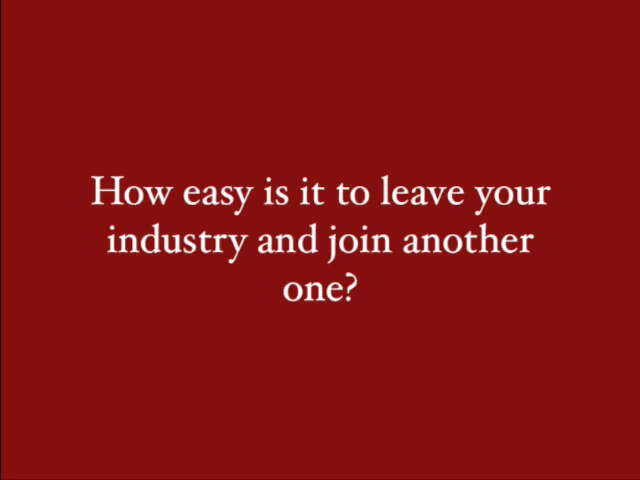 How easy is it to leave your
industry and join another
one?